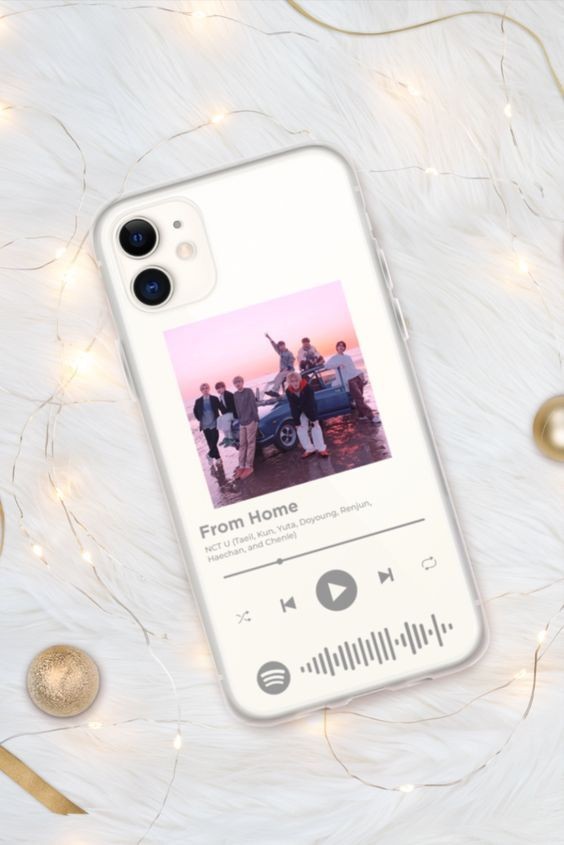 From Home
NCT U (Taeil, Kun, Yuta, Doyoung, Renjun,
Haechan, and Chenle)